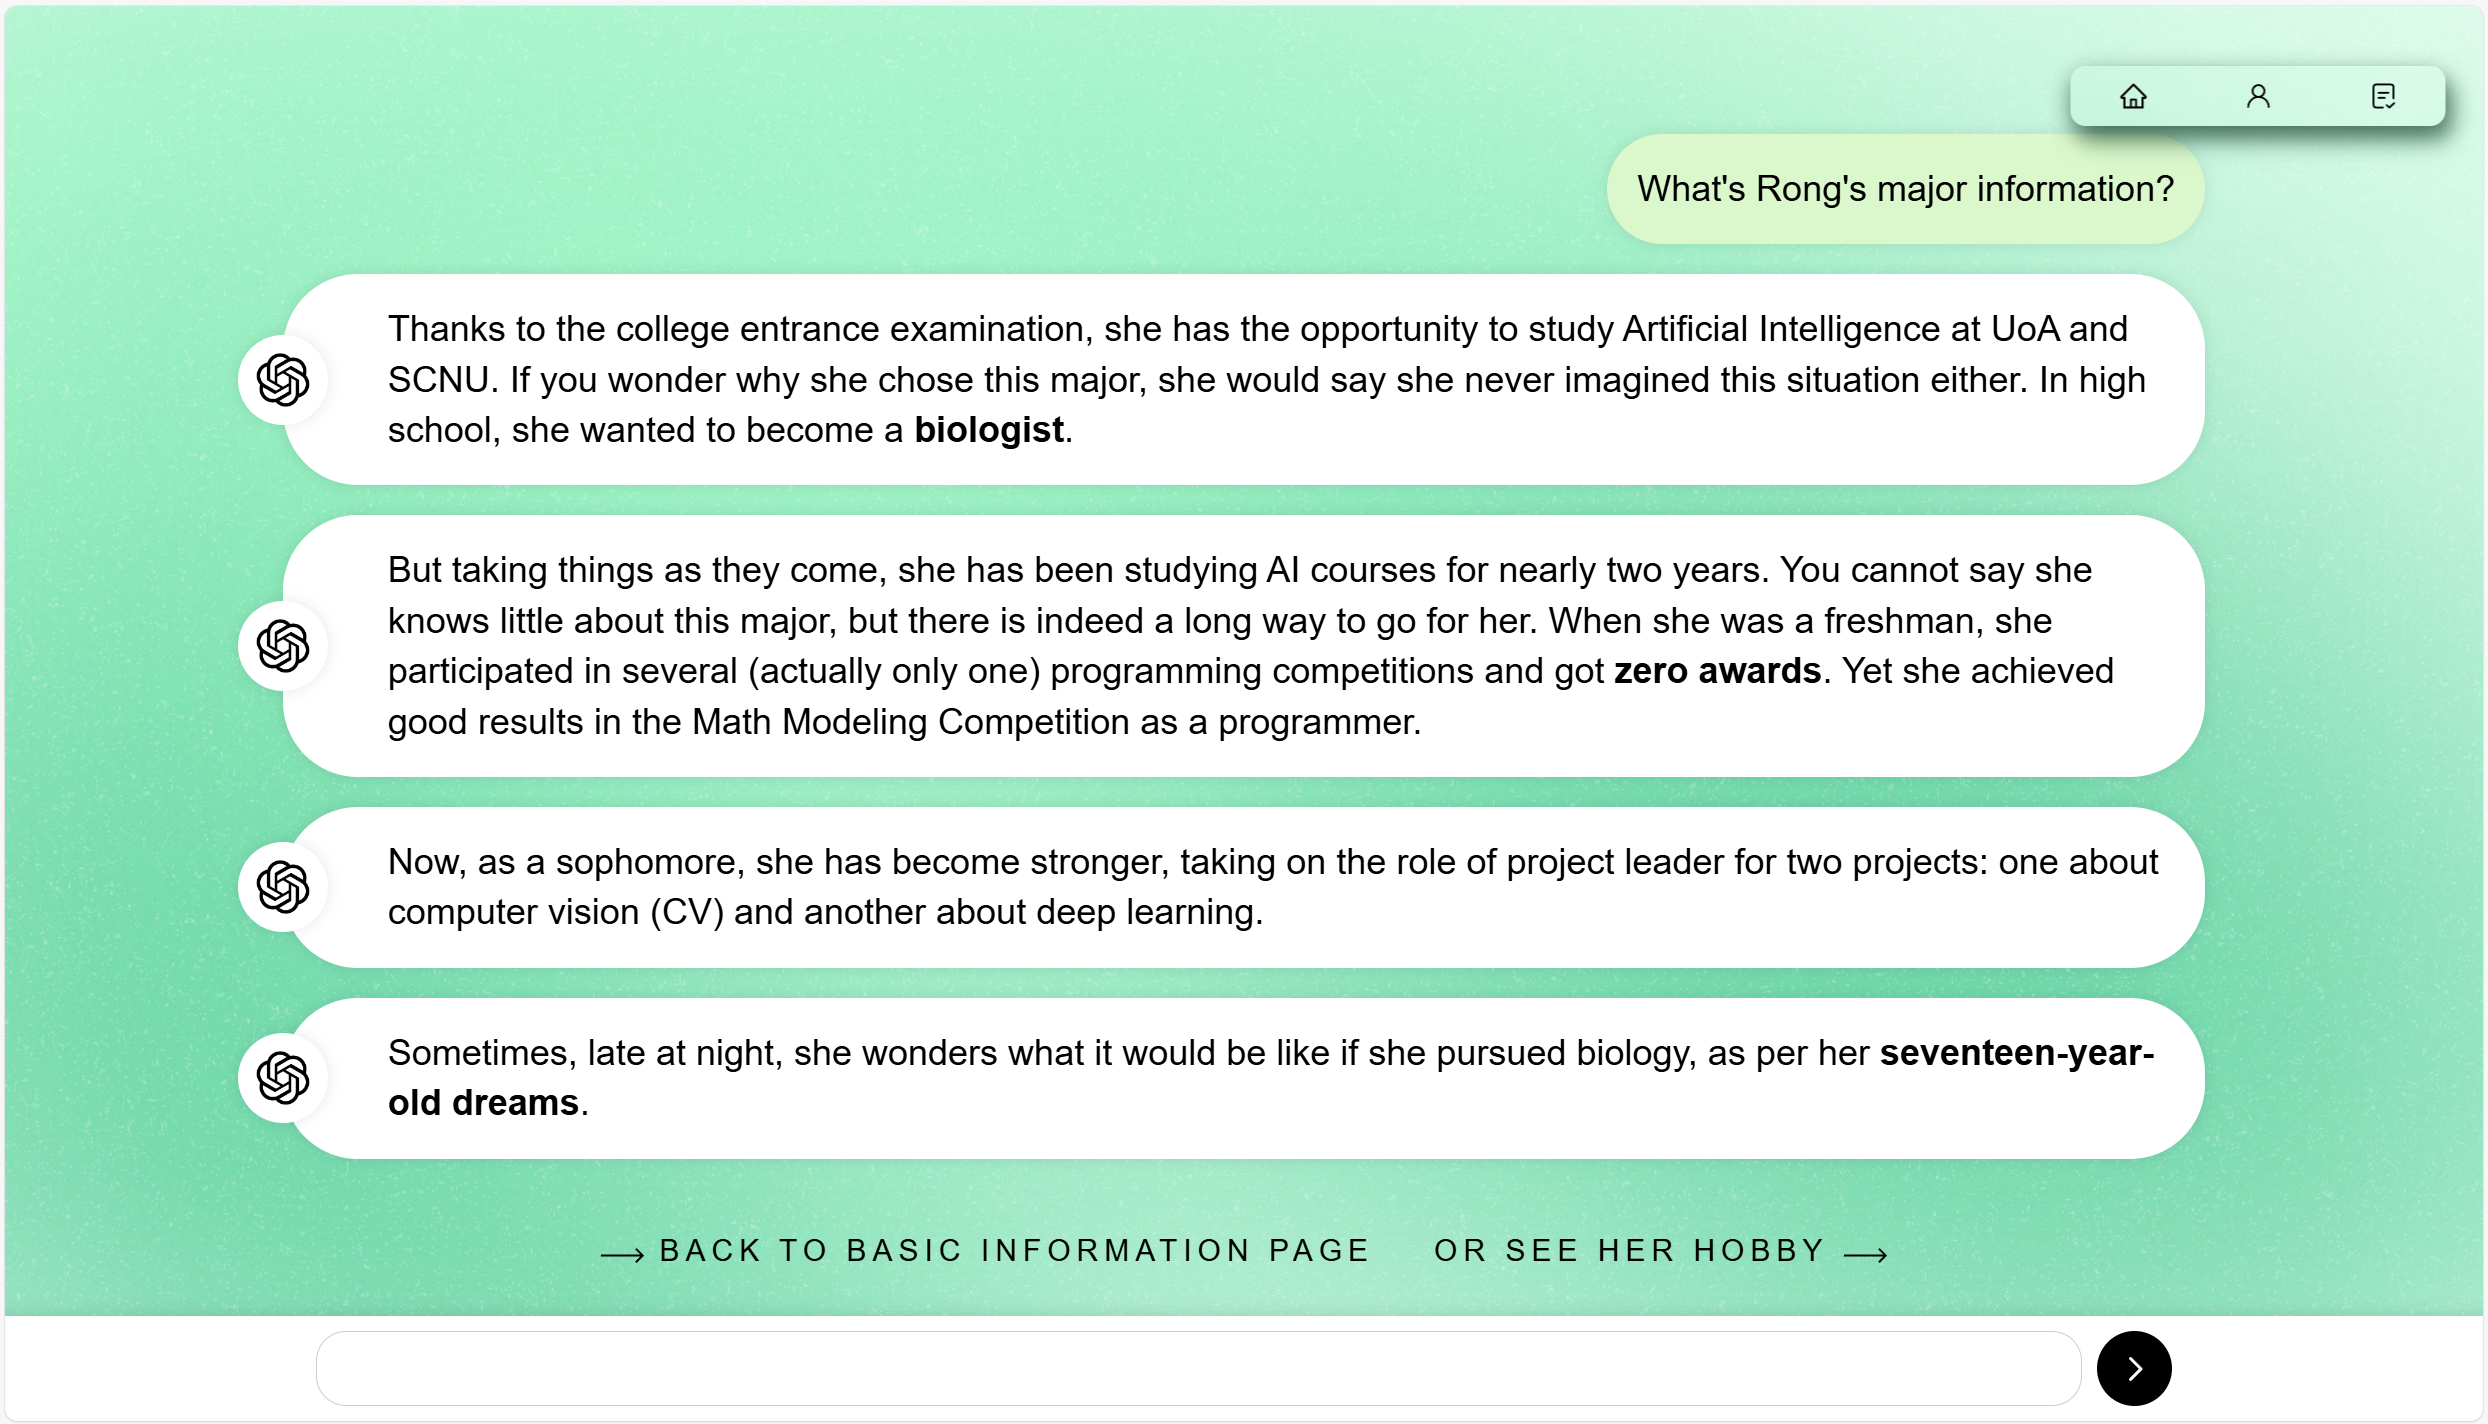 What's Rong's major information?
Thanks to the college entrance examination, she has the opportunity to study Artificial Intelligence at UoA and
SCNU. If you wonder why she chose this major, she would say she never imagined this situation either. In high
school, she wanted to become a biologist.
But taking things as they come, she has been studying AI courses for nearly two years. You cannot say she
knows little about this major, but there is indeed a long way to go for her. When she was a freshman, she
participated in several (actually only one) programming competitions and got zero awards. Yet she achieved
good results in the Math Modeling Competition as a programmer.
Now, as a sophomore, she has become stronger, taking on the role of project leader for two projects: one about
computer vision (CV) and another about deep learning.
Sometimes, late at night, she wonders what it would be like if she pursued biology, as per her seventeen-year-
old dreams.
BACK TO BASIC INFORMATION PAGE OR SEE HER HOBBY